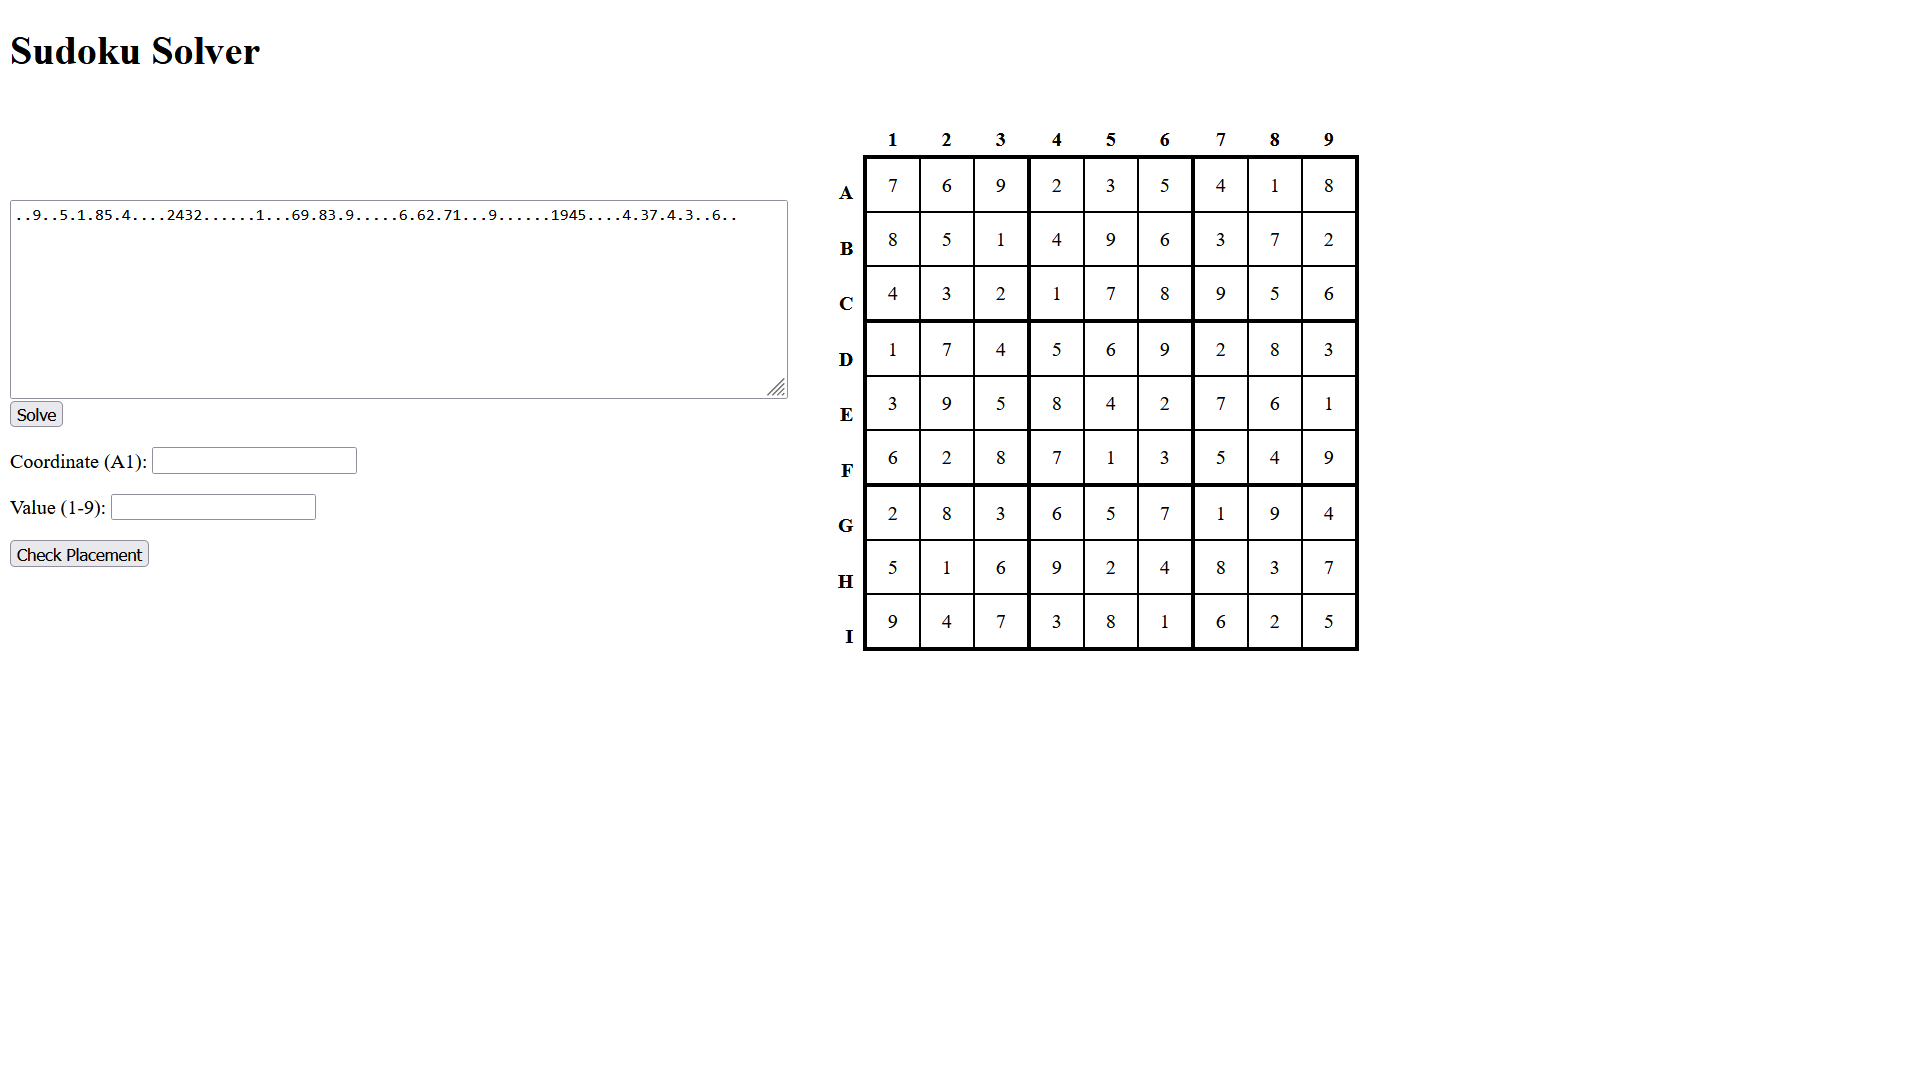 Sudoku Solver
..9..5.1.85.4....2432......1...69.83.9.....6.62.71...9......1945....4.37.4.3..6..
Solve
Coordinate (A1):
Value (1-9):
Check Placement
1 2 3 4 5 6 7 8 9
A 7 6 9 2 3 5 4 1 8
B 8 5 1 4 9 6 3 7 2
C 4 3 2 1 7 8 9 5 6
D 1 7 4 5 6 9 2 8 3
E 3 9 5 8 4 2 7 6 1
F 6 2 8 7 1 3 5 4 9
G 2 8 3 6 5 7 1 9 4
H 5 1 6 9 2 4 8 3 7
I 9 4 7 3 8 1 6 2 5